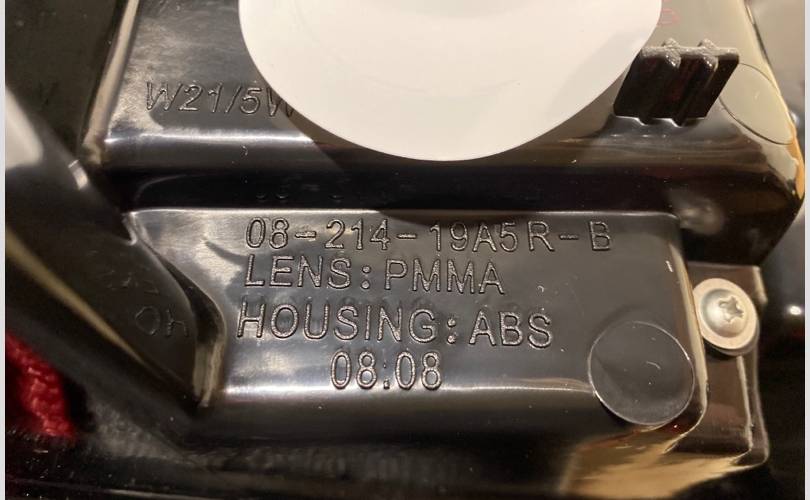 W21/5W
08-214-19A5R-B
LENS: PMMA
HOUSING: ABS
08:08